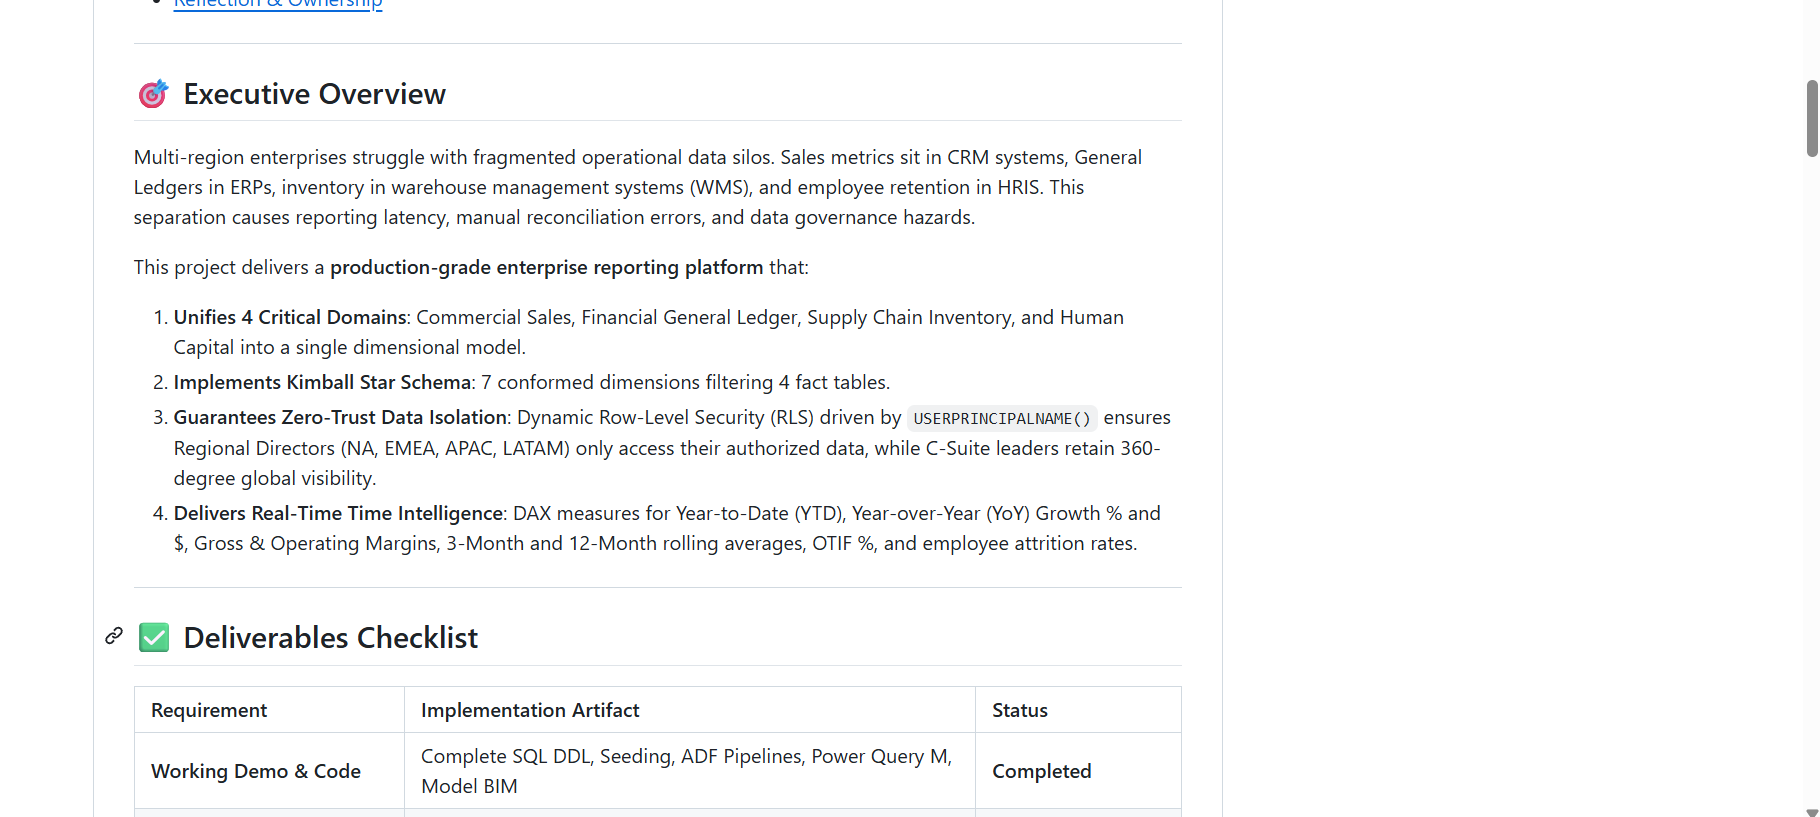 Reflection & Ownership
Executive Overview
Multi-region enterprises struggle with fragmented operational data silos. Sales metrics sit in CRM systems, General
Ledgers in ERPs, inventory in warehouse management systems (WMS), and employee retention in HRIS. This
separation causes reporting latency, manual reconciliation errors, and data governance hazards.
This project delivers a production-grade enterprise reporting platform that:
1. Unifies 4 Critical Domains: Commercial Sales, Financial General Ledger, Supply Chain Inventory, and Human
Capital into a single dimensional model.
2. Implements Kimball Star Schema: 7 conformed dimensions filtering 4 fact tables.
3. Guarantees Zero-Trust Data Isolation: Dynamic Row-Level Security (RLS) driven by USERPRINCIPALNAME() ensures
Regional Directors (NA, EMEA, APAC, LATAM) only access their authorized data, while C-Suite leaders retain 360-
degree global visibility.
4. Delivers Real-Time Time Intelligence: DAX measures for Year-to-Date (YTD), Year-over-Year (YoY) Growth % and
$, Gross & Operating Margins, 3-Month and 12-Month rolling averages, OTIF %, and employee attrition rates.
Deliverables Checklist
Requirement Implementation Artifact Status
Working Demo & Code Complete SQL DDL, Seeding, ADF Pipelines, Power Query M, Completed
Model BIM